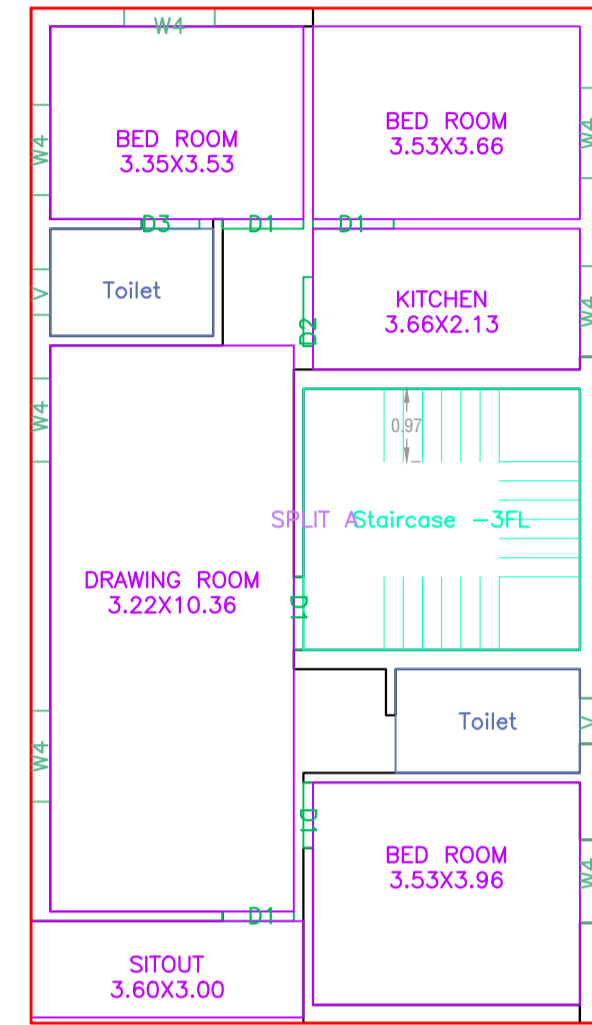 W4
BED ROOM
3.35X3.53
BED ROOM
3.53X3.66
W4
W4
D3
D1
D1
Toilet
V
KITCHEN
3.66X2.13
W4
D2
W4
0.97
SPLIT A
Staircase -3FL
DRAWING ROOM
3.22X10.36
D1
Toilet
V
W4
D1
BED ROOM
3.53X3.96
W4
D1
SITOUT
3.60X3.00